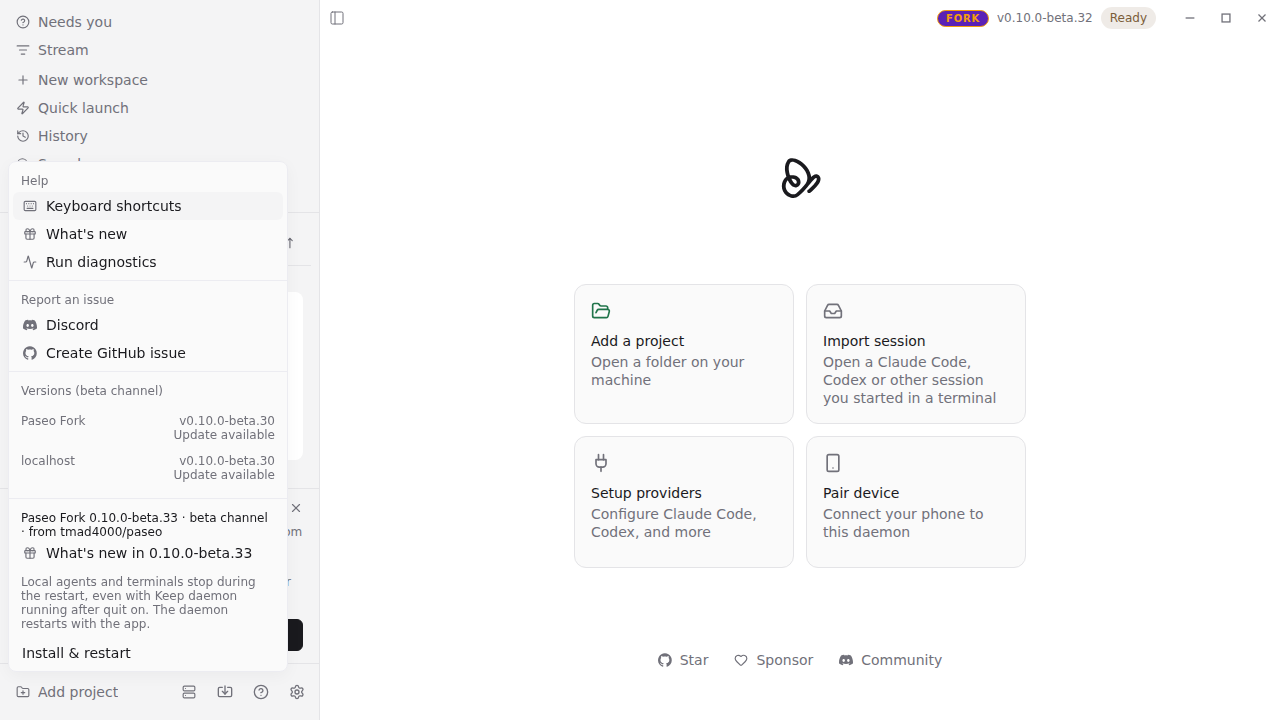 Needs you
Stream
New workspace
Quick launch
History
Help
Keyboard shortcuts
What's new
Run diagnostics
Report an issue
Discord
Create GitHub issue
Versions (beta channel)
Paseo Fork v0.10.0-beta.30
Update available
localhost v0.10.0-beta.30
Update available
Paseo Fork 0.10.0-beta.33 · beta channel
· from tmad4000/paseo
What's new in 0.10.0-beta.33
Local agents and terminals stop during
the restart, even with Keep daemon
running after quit on. The daemon
restarts with the app.
Install & restart
Add project
FORK v0.10.0-beta.32 Ready
Add a project
Open a folder on your
machine
Import session
Open a Claude Code,
Codex or other session
you started in a terminal
Setup providers
Configure Claude Code,
Codex, and more
Pair device
Connect your phone to
this daemon
Star Sponsor Community